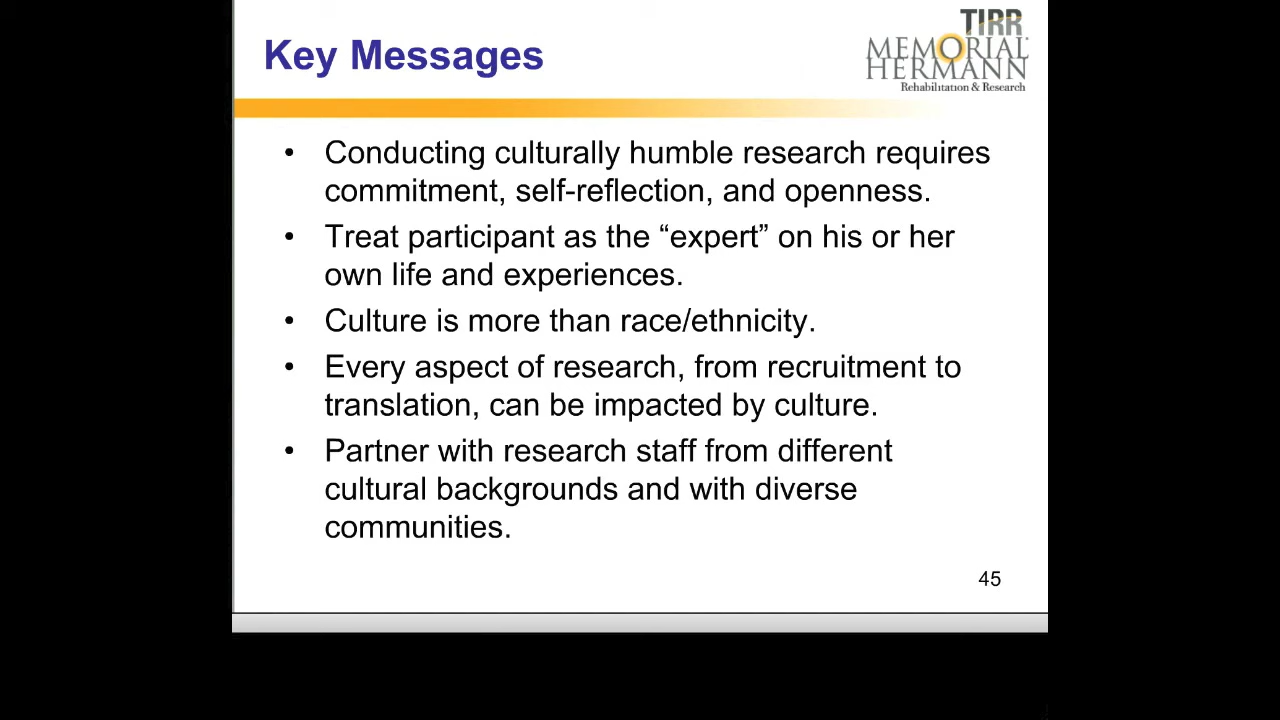 Key Messages
TIRR
MEMORIAL
HERMANN
Rehabilitation & Research
• Conducting culturally humble research requires
commitment, self-reflection, and openness.
• Treat participant as the “expert” on his or her
own life and experiences.
• Culture is more than race/ethnicity.
• Every aspect of research, from recruitment to
translation, can be impacted by culture.
• Partner with research staff from different
cultural backgrounds and with diverse
communities.
45